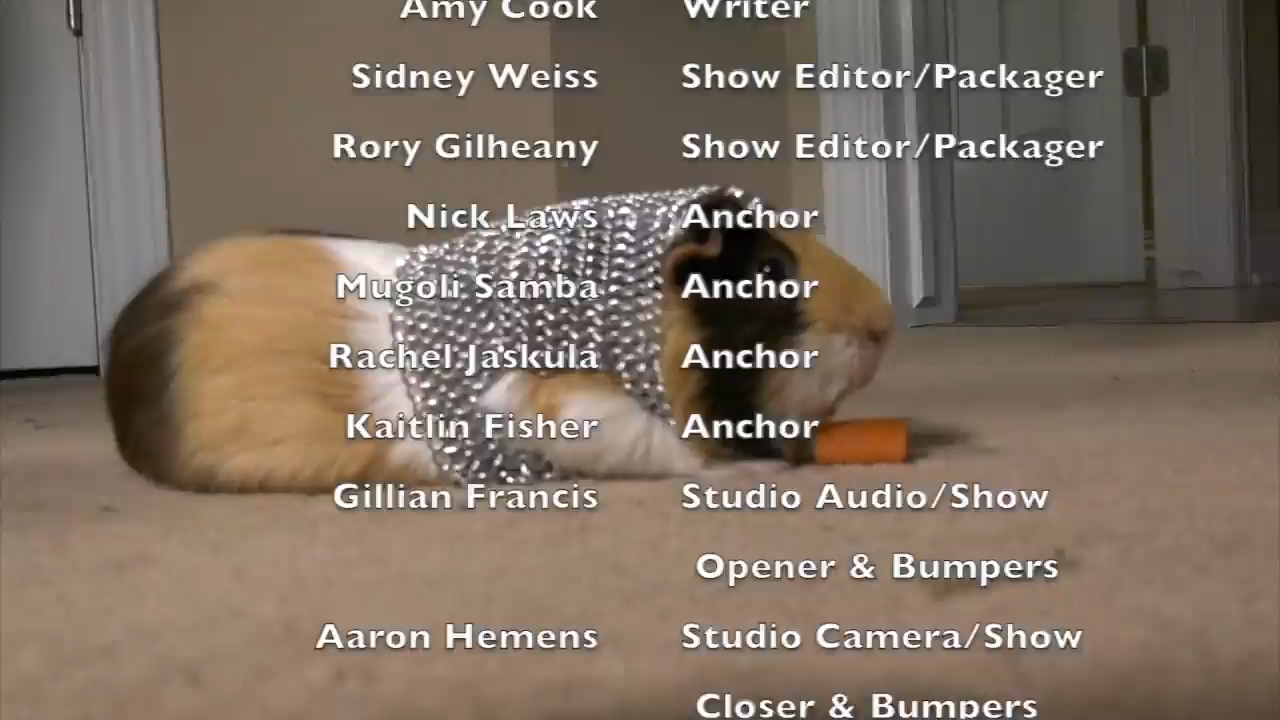 Amy Cook Writer
Sidney Weiss Show Editor/Packager
Rory Gilheany Show Editor/Packager
Nick Laws Anchor
Mugoli Samba Anchor
Rachel Jaskula Anchor
Kaitlin Fisher Anchor
Gillian Francis Studio Audio/Show
Opener & Bumpers
Aaron Hemens Studio Camera/Show
Closer & Bumpers